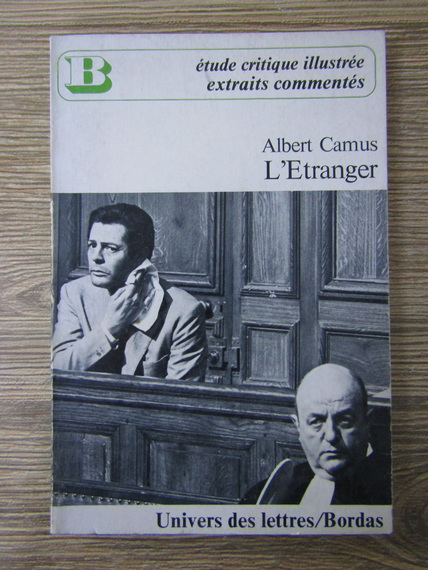 B
étude critique illustrée
extraits commentés
Albert Camus
L'Etranger
Univers des lettres/Bordas